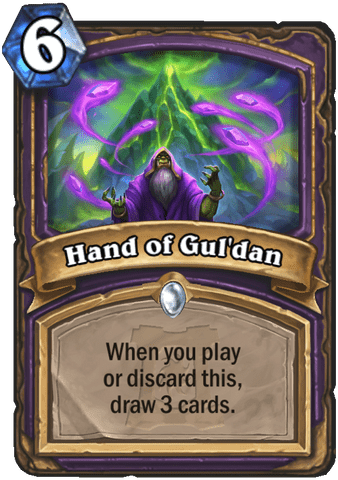 6
Hand of Gul'dan
When you play
or discard this,
draw 3 cards.